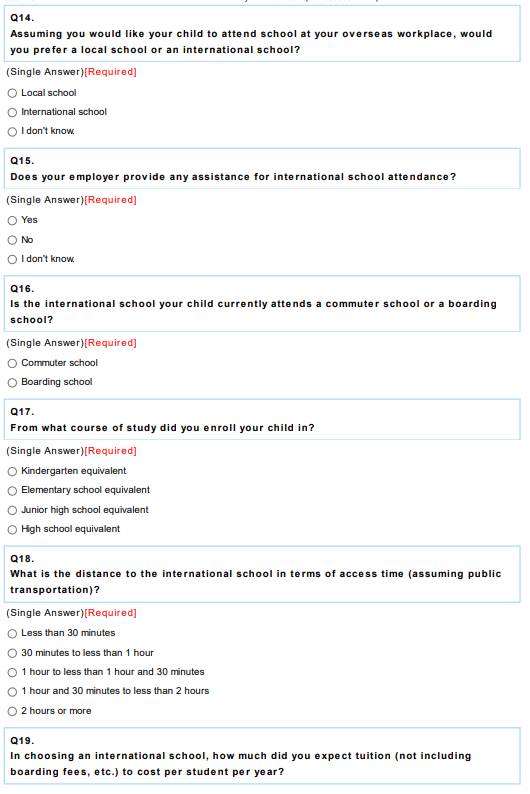 Q14.
Assuming you would like your child to attend school at your overseas workplace, would
you prefer a local school or an international school?
(Single Answer)[Required]
Local school
International school
I don't know.
Q15.
Does your employer provide any assistance for international school attendance?
(Single Answer)[Required]
Yes
No
I don't know.
Q16.
Is the international school your child currently attends a commuter school or a boarding
school?
(Single Answer)[Required]
Commuter school
Boarding school
Q17.
From what course of study did you enroll your child in?
(Single Answer)[Required]
Kindergarten equivalent
Elementary school equivalent
Junior high school equivalent
High school equivalent
Q18.
What is the distance to the international school in terms of access time (assuming public
transportation)?
(Single Answer)[Required]
Less than 30 minutes
30 minutes to less than 1 hour
1 hour to less than 1 hour and 30 minutes
1 hour and 30 minutes to less than 2 hours
2 hours or more
Q19.
In choosing an international school, how much did you expect tuition (not including
boarding fees, etc.) to cost per student per year?